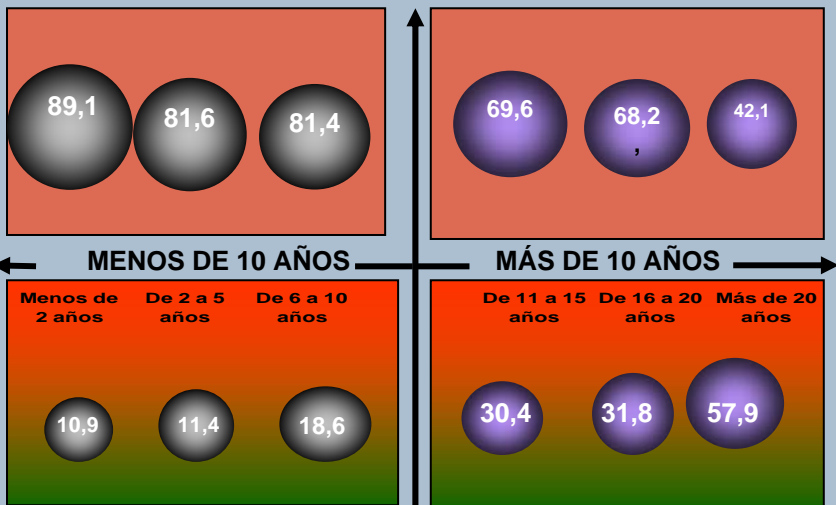 89,1
81,6
81,4
69,6
68,2
,
42,1
MENOS DE 10 AÑOS
MÁS DE 10 AÑOS
Menos de
2 años
De 2 a 5
años
De 6 a 10
años
De 11 a 15
años
De 16 a 20
años
Más de 20
años
10,9
11,4
18,6
30,4
31,8
57,9